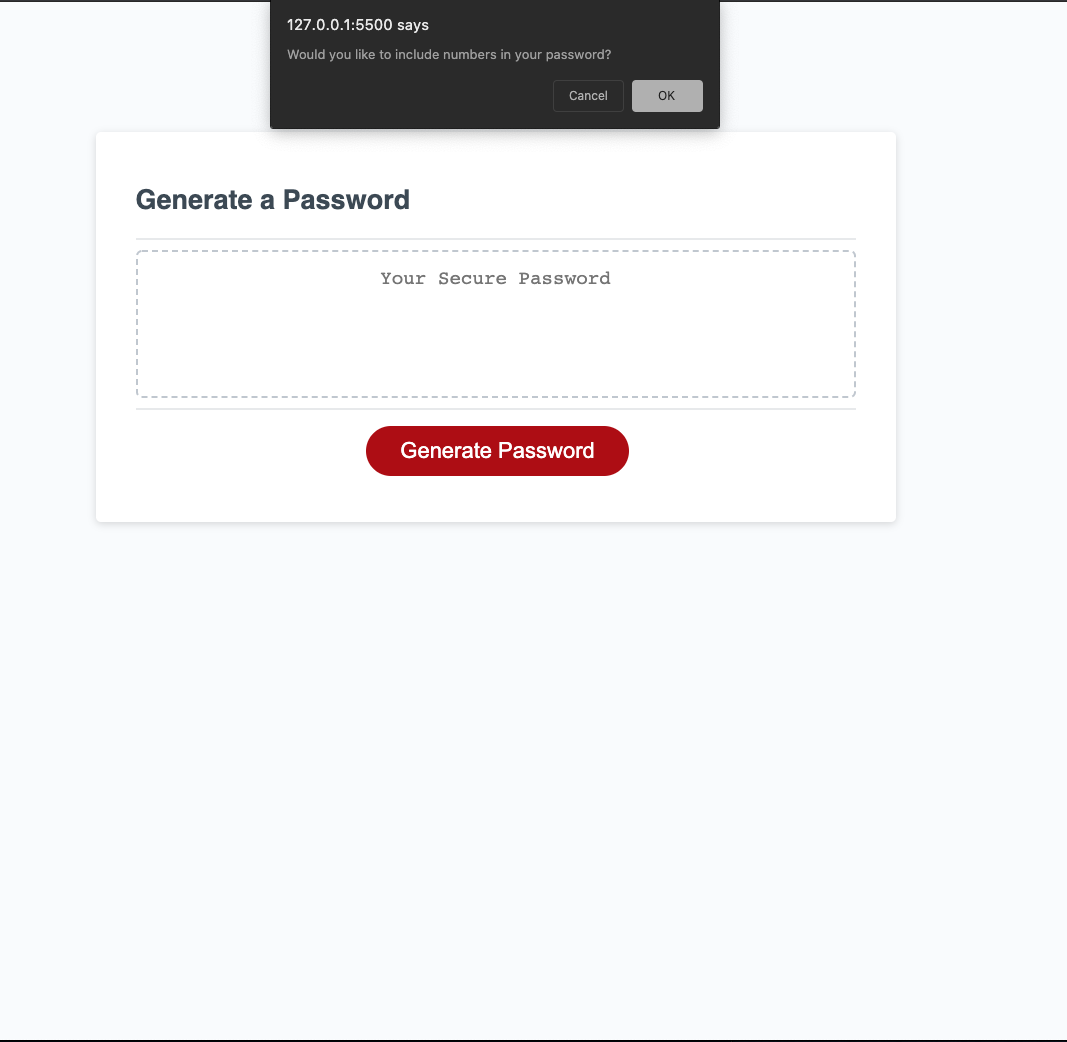 127.0.0.1:5500 says
Would you like to include numbers in your password?
Cancel OK
Generate a Password
Your Secure Password
Generate Password